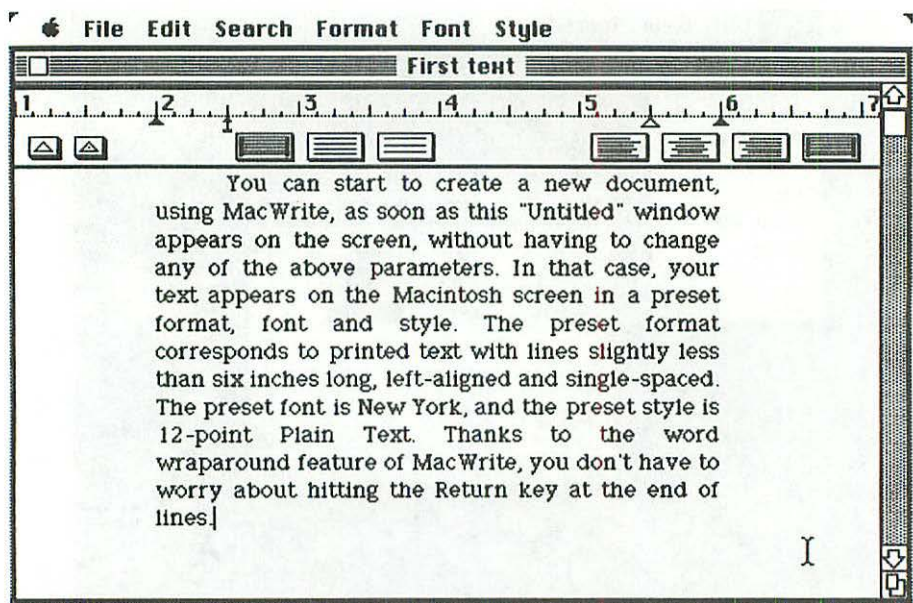 File Edit Search Format Font Style
First text
1 2 3 4 5 6 7
You can start to create a new document,
using MacWrite, as soon as this "Untitled" window
appears on the screen, without having to change
any of the above parameters. In that case, your
text appears on the Macintosh screen in a preset
format, font and style. The preset format
corresponds to printed text with lines slightly less
than six inches long, left-aligned and single-spaced.
The preset font is New York, and the preset style is
12-point Plain Text. Thanks to the word
wraparound feature of MacWrite, you don't have to
worry about hitting the Return key at the end of
lines.